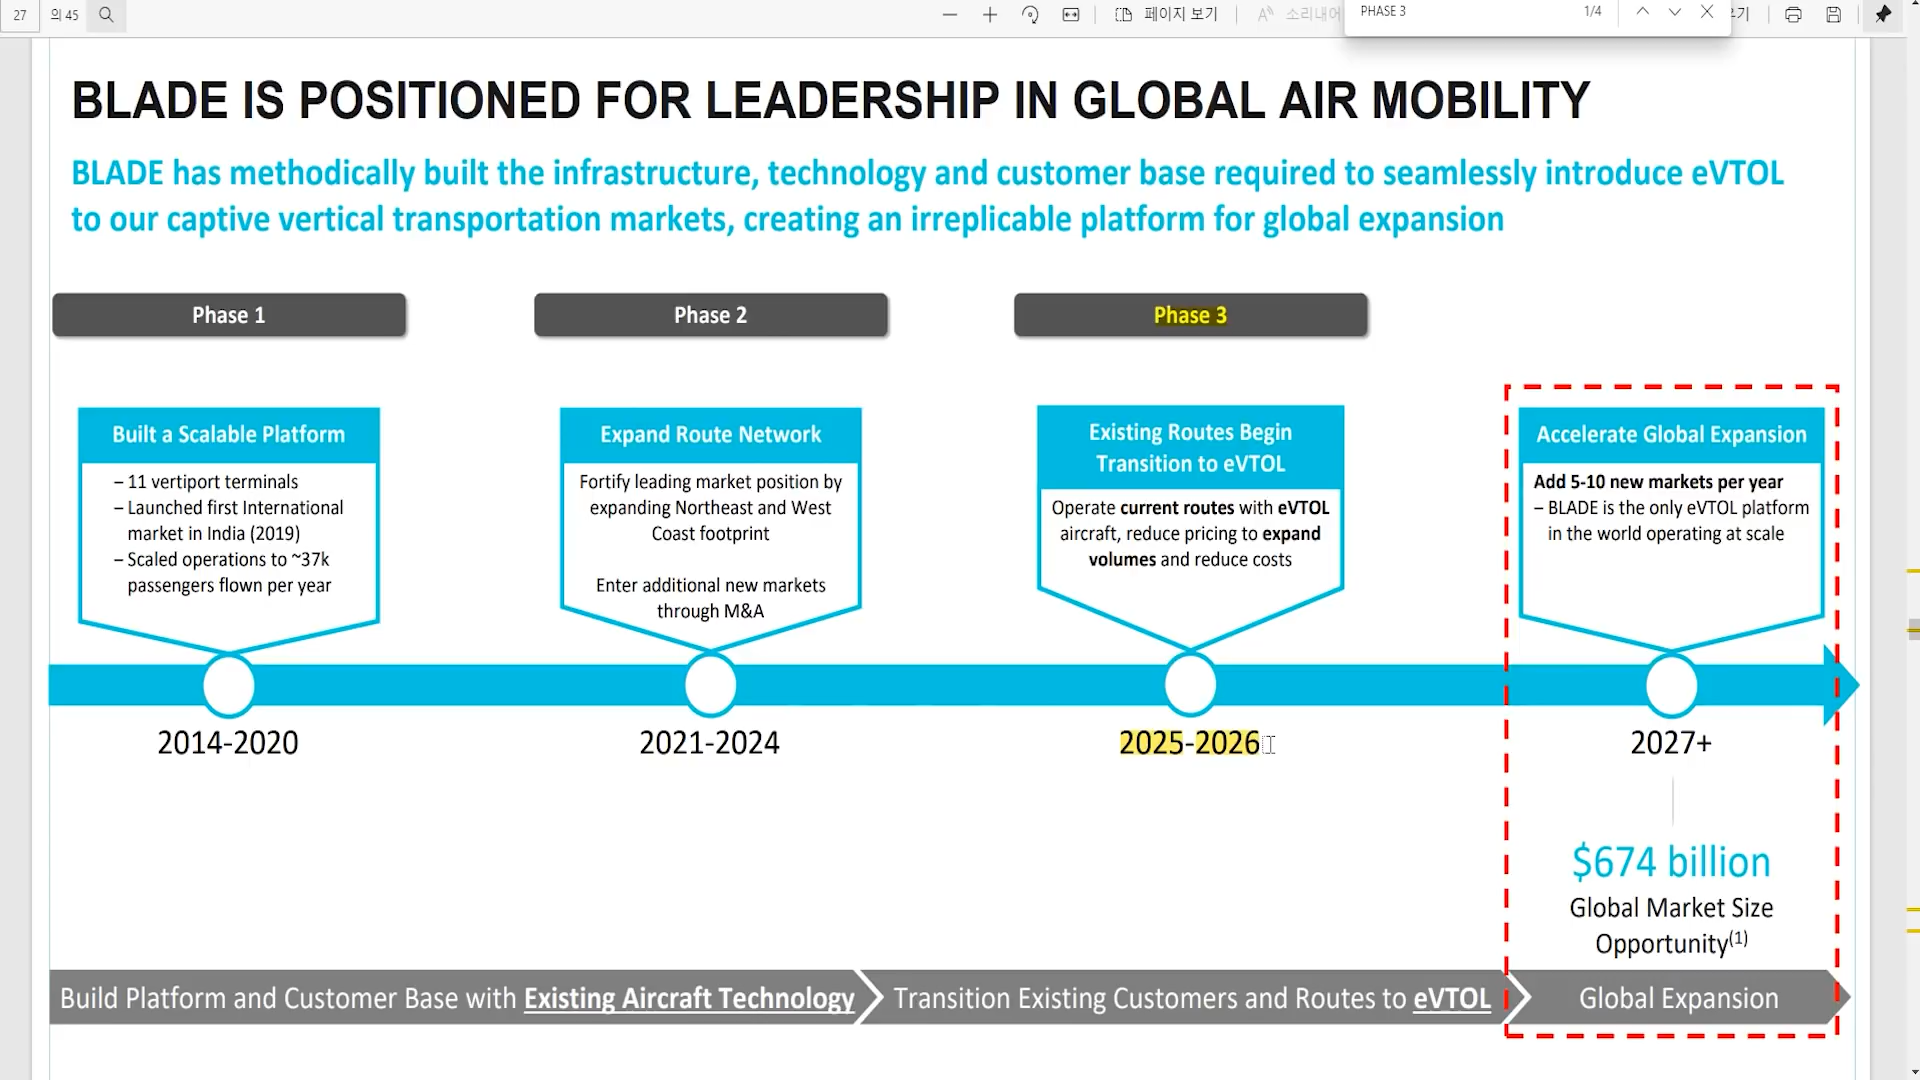 27
의 45
페이지 보기
소리내어
PHASE 3
1/4
BLADE IS POSITIONED FOR LEADERSHIP IN GLOBAL AIR MOBILITY
BLADE has methodically built the infrastructure, technology and customer base required to seamlessly introduce eVTOL
to our captive vertical transportation markets, creating an irreplicable platform for global expansion
Phase 1
Phase 2
Phase 3
Built a Scalable Platform
– 11 vertiport terminals
– Launched first International
market in India (2019)
– Scaled operations to ~37k
passengers flown per year
Expand Route Network
Fortify leading market position by
expanding Northeast and West
Coast footprint
Enter additional new markets
through M&A
Existing Routes Begin
Transition to eVTOL
Operate current routes with eVTOL
aircraft, reduce pricing to expand
volumes and reduce costs
Accelerate Global Expansion
Add 5-10 new markets per year
– BLADE is the only eVTOL platform
in the world operating at scale
2014-2020
2021-2024
2025-2026
2027+
$674 billion
Global Market Size
Opportunity(1)
Build Platform and Customer Base with Existing Aircraft Technology
Transition Existing Customers and Routes to eVTOL
Global Expansion